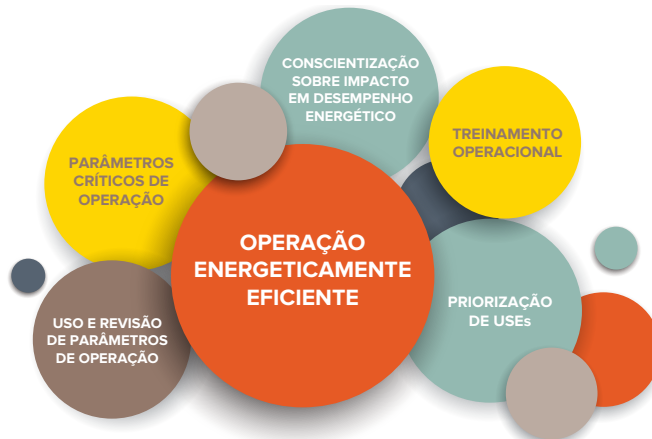 CONSCIENTIZAÇÃO
SOBRE IMPACTO
EM DESEMPENHO
ENERGÉTICO
TREINAMENTO
OPERACIONAL
PARÂMETROS
CRÍTICOS DE
OPERAÇÃO
OPERAÇÃO
ENERGETICAMENTE
EFICIENTE
PRIORIZAÇÃO
DE USEs
USO E REVISÃO
DE PARÂMETROS
DE OPERAÇÃO